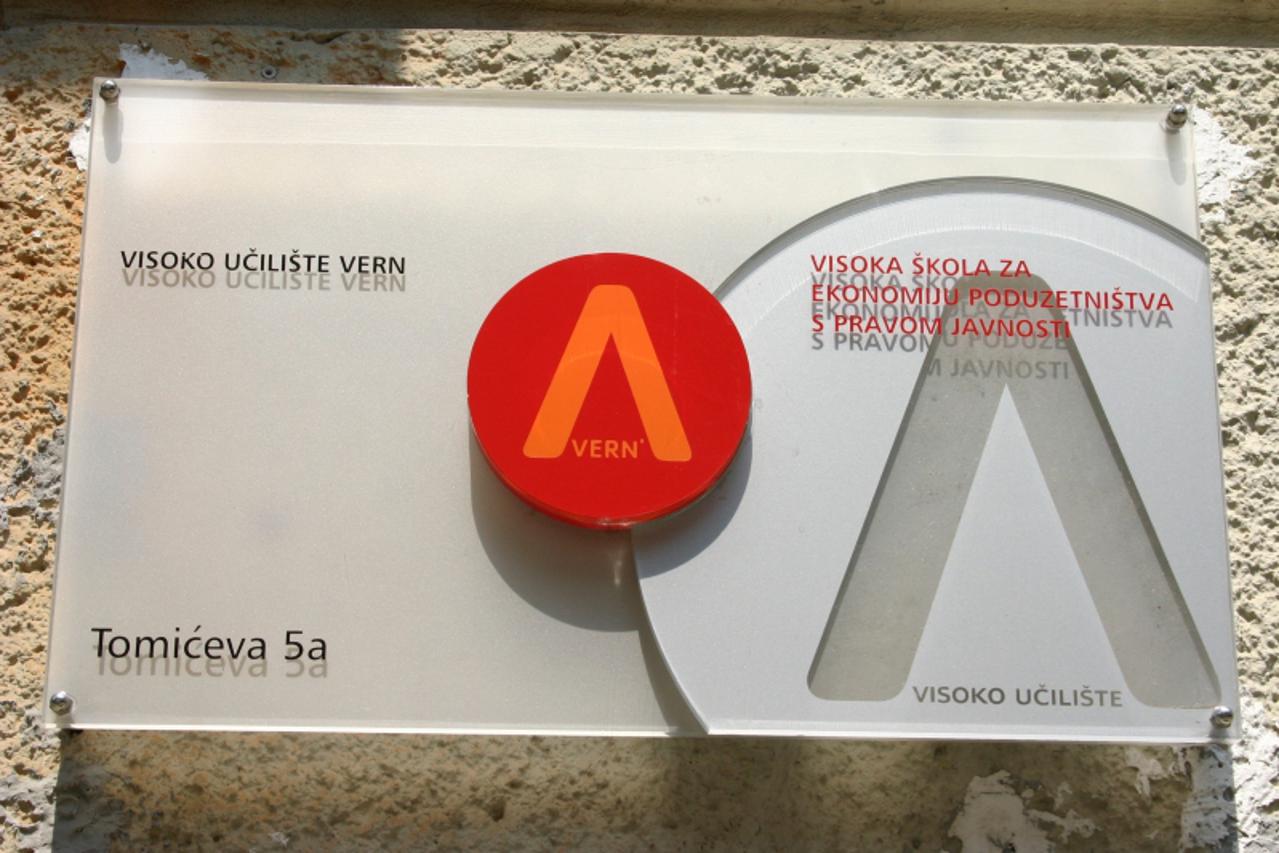 VISOKO UČILIŠTE VERN
VISOKA ŠKOLA ZA
EKONOMIJU PODUZETNIŠTVA
S PRAVOM JAVNOSTI
VERN'
Tomićeva 5a
VISOKO UČILIŠTE